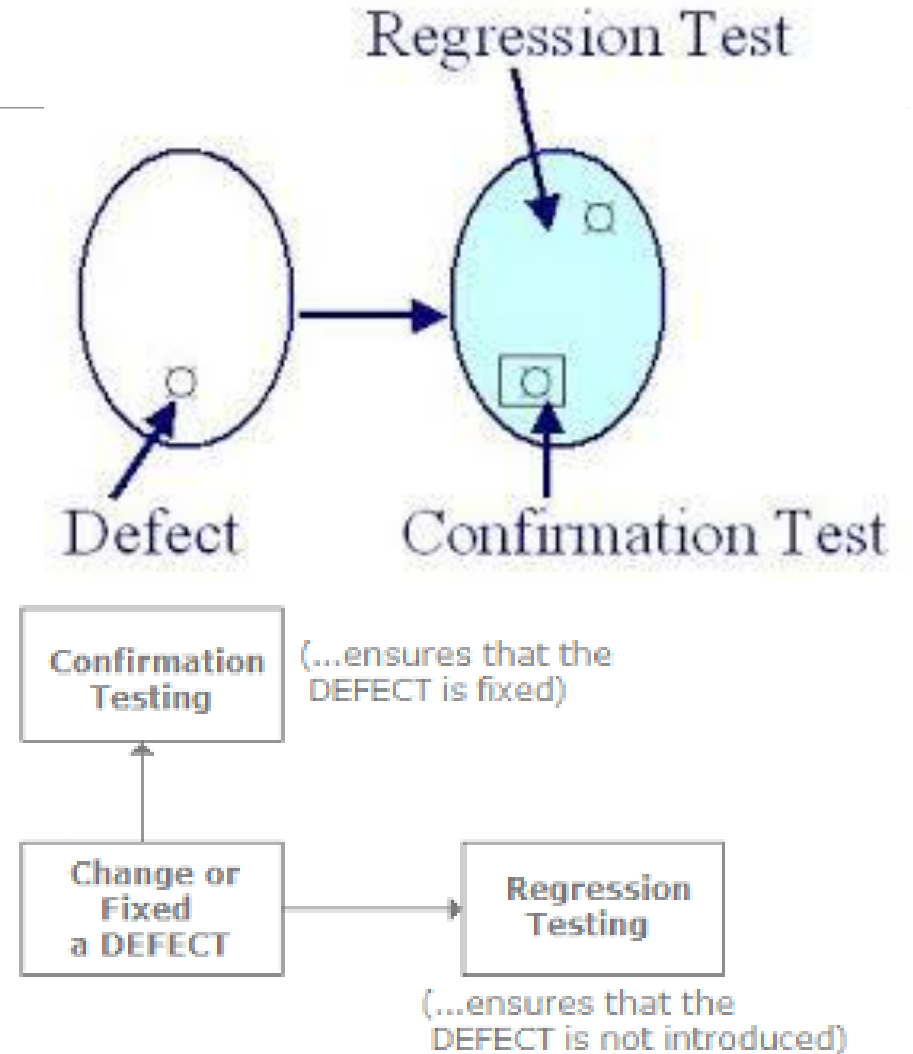 Regression Test
Defect
Confirmation Test
Confirmation
Testing
(...ensures that the
DEFECT is fixed)
Change or
Fixed
a DEFECT
Regression
Testing
(...ensures that the
DEFECT is not introduced)